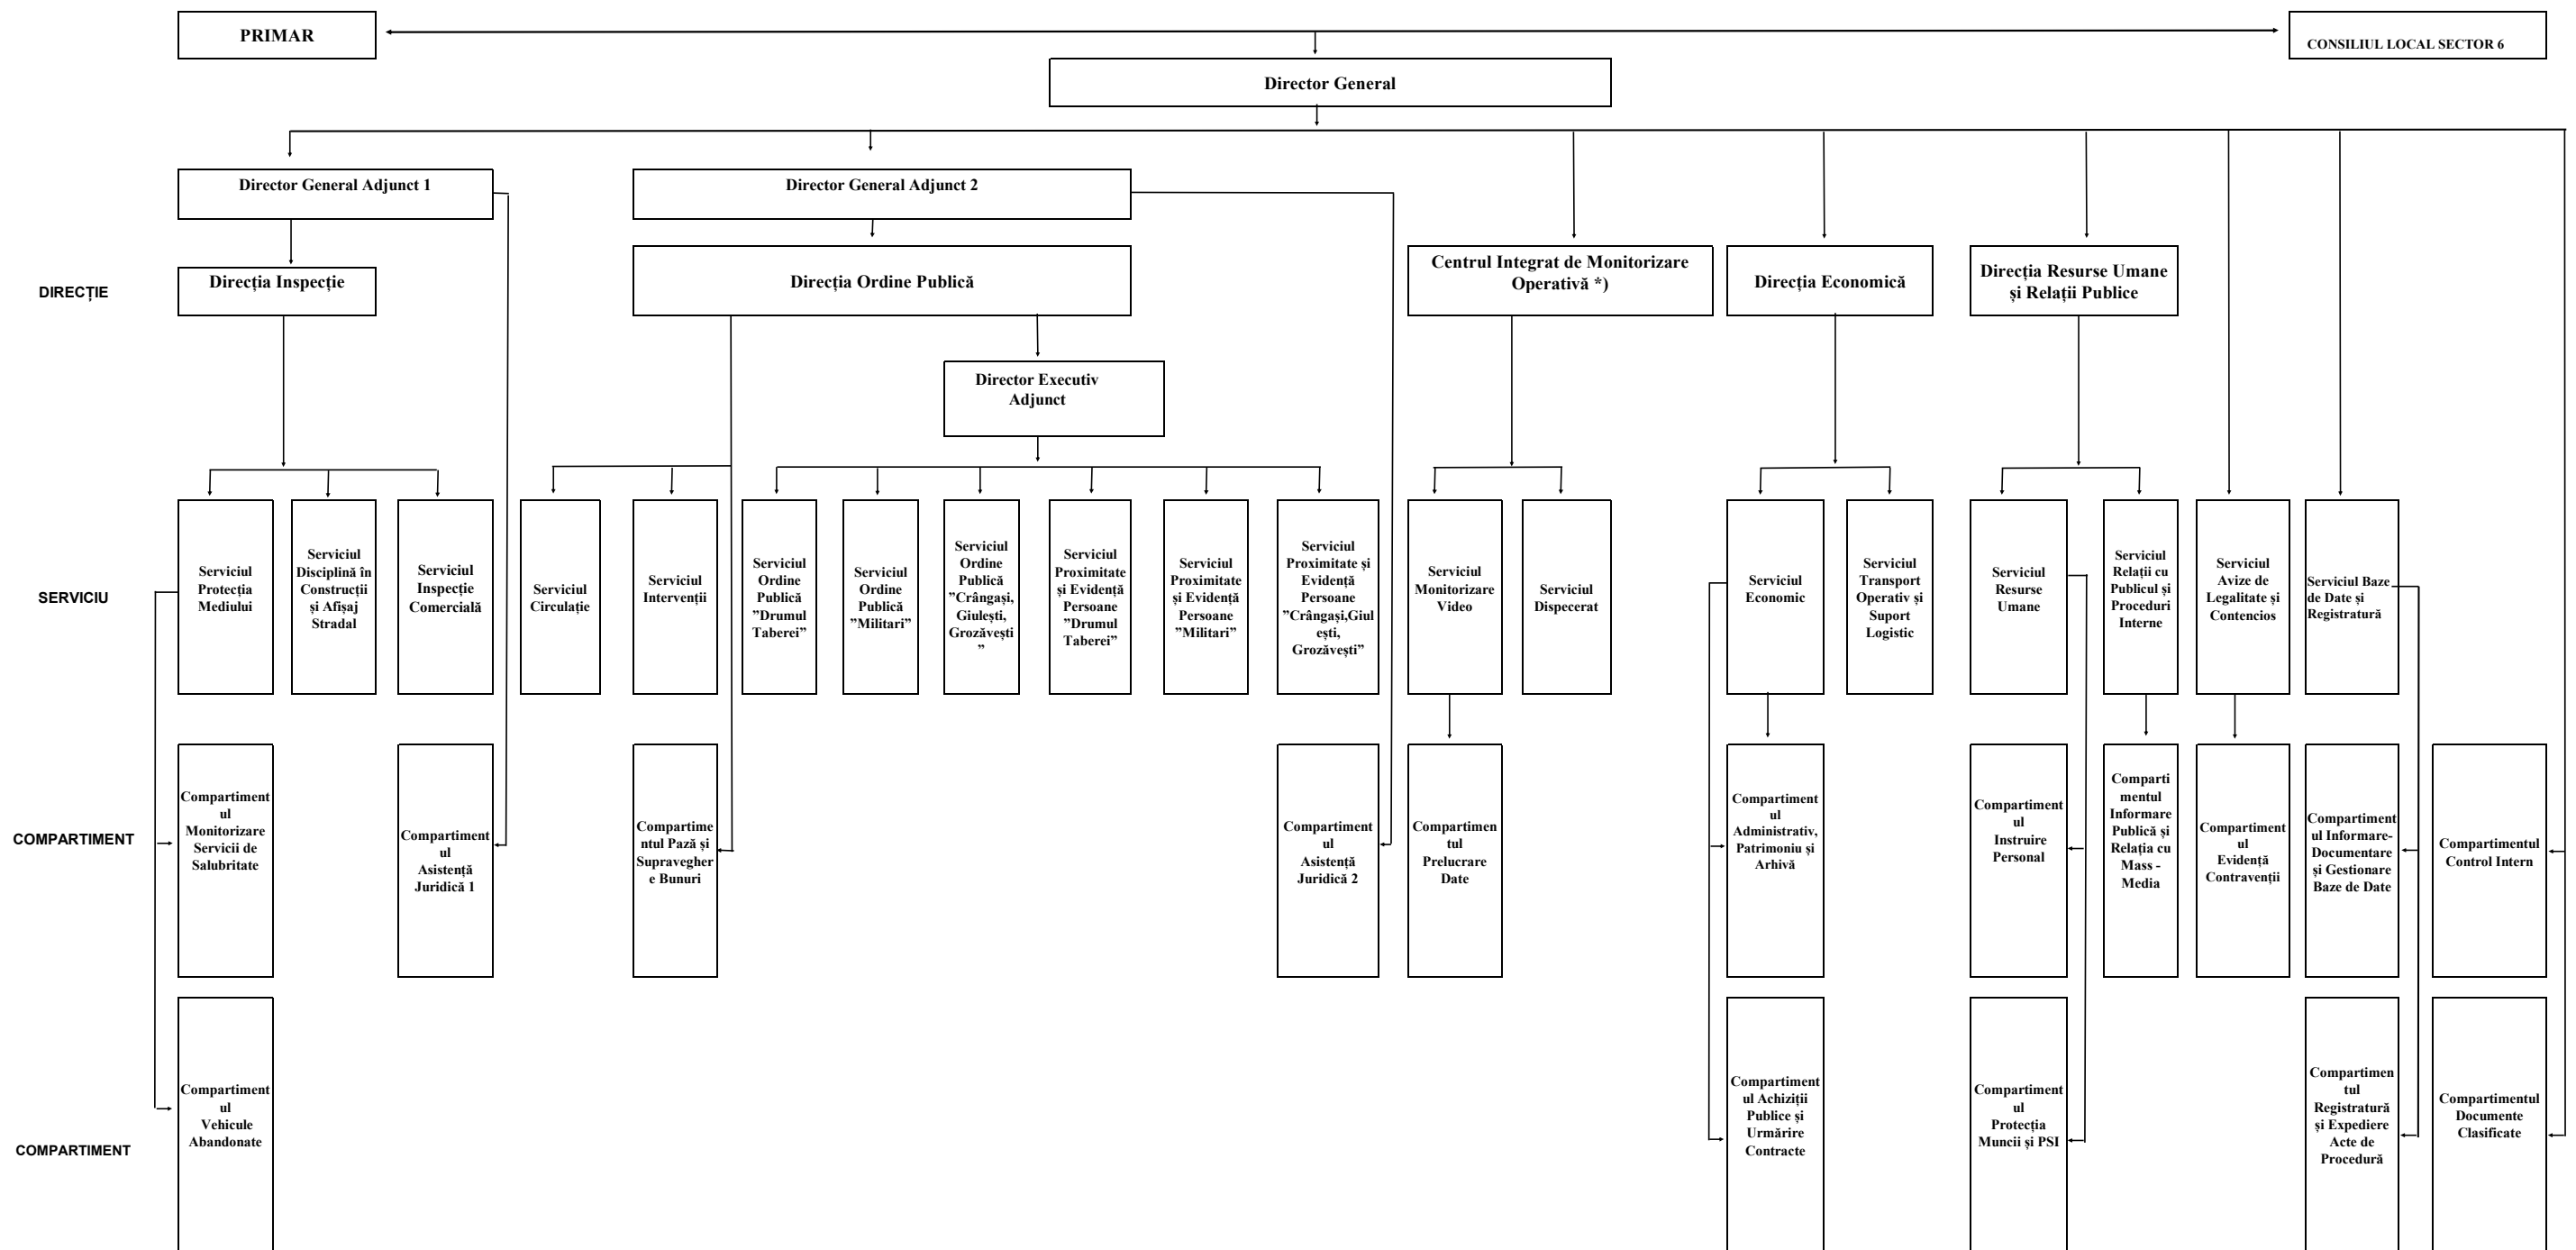 PRIMAR
CONSILIUL LOCAL SECTOR 6
Director General
Director General Adjunct 1
Director General Adjunct 2
DIRECȚIE
Direcția Inspecție
Direcția Ordine Publică
Centrul Integrat de Monitorizare
Operativă *)
Direcția Economică
Direcția Resurse Umane
și Relații Publice
Director Executiv
Adjunct
SERVICIU
Serviciul
Protecția
Mediului
Serviciul
Disciplină în
Construcții
și Afișaj
Stradal
Serviciul
Inspecție
Comercială
Serviciul
Circulație
Serviciul
Intervenții
Serviciul
Ordine
Publică
”Drumul
Taberei”
Serviciul
Ordine
Publică
”Militari”
Serviciul
Ordine
Publică
”Crângași,
Giulești,
Grozăvești
”
Serviciul
Proximitate
și Evidență
Persoane
”Drumul
Taberei”
Serviciul
Proximitate
și Evidență
Persoane
”Militari”
Serviciul
Proximitate și
Evidență
Persoane
”Crângași,Giul
ești,
Grozăvești”
Serviciul
Monitorizare
Video
Serviciul
Dispecerat
Serviciul
Economic
Serviciul
Transport
Operativ și
Suport
Logistic
Serviciul
Resurse
Umane
Serviciul
Relații cu
Publicul și
Proceduri
Interne
Serviciul
Avize de
Legalitate și
Contencios
Serviciul Baze
de Date și
Registratură
COMPARTIMENT
Compartiment
ul
Monitorizare
Servicii de
Salubritate
Compartiment
ul
Asistență
Juridică 1
Compartime
ntul Pază și
Supravegher
e Bunuri
Compartiment
ul
Asistență
Juridică 2
Compartimen
tul
Prelucrare
Date
Compartiment
ul
Administrativ,
Patrimoniu și
Arhivă
Compartiment
ul
Instruire
Personal
Comparti
mentul
Informare
Publică și
Relația cu
Mass -
Media
Compartiment
ul
Evidență
Contravenții
Compartiment
ul Informare-
Documentare
și Gestionare
Baze de Date
Compartimentul
Control Intern
COMPARTIMENT
Compartiment
ul
Vehicule
Abandonate
Compartiment
ul Achiziții
Publice și
Urmărire
Contracte
Compartiment
ul
Protecția
Muncii și PSI
Compartimen
tul
Registratură
și Expediere
Acte de
Procedură
Compartimentul
Documente
Clasificate